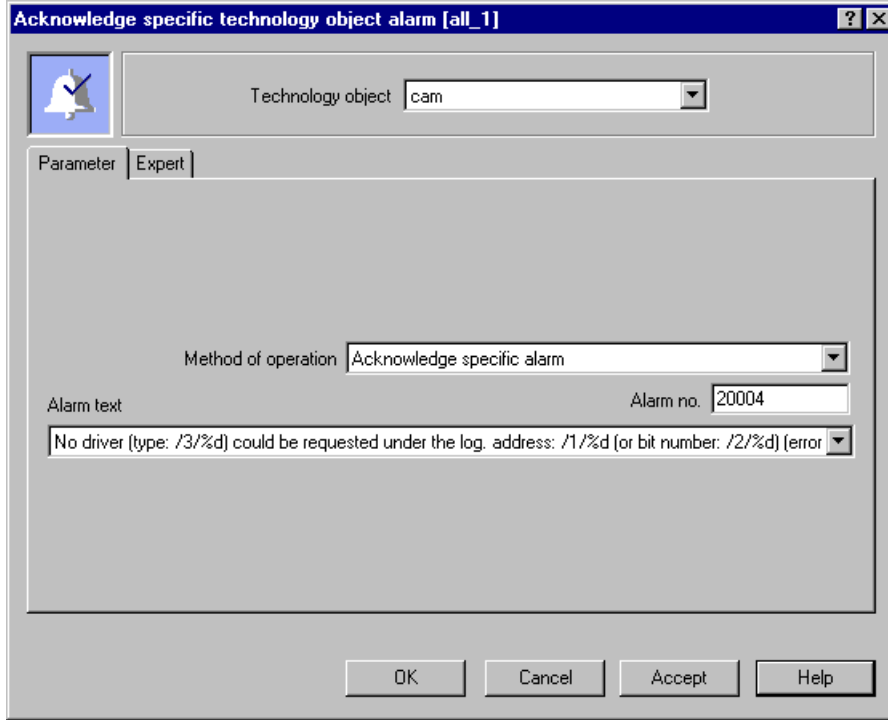 Acknowledge specific technology object alarm [all_1]
? X
Technology object cam
Parameter Expert
Method of operation Acknowledge specific alarm
Alarm text Alarm no. 20004
No driver (type: /3/%d) could be requested under the log. address: /1/%d (or bit number: /2/%d) (error
OK Cancel Accept Help